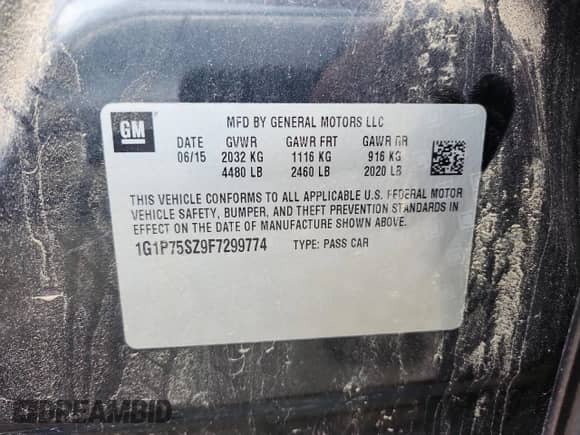 GM
MFD BY GENERAL MOTORS LLC
DATE GVWR GAWR FRT GAWR RR
06/15 2032 KG 1116 KG 916 KG
4480 LB 2460 LB 2020 LB
THIS VEHICLE CONFORMS TO ALL APPLICABLE U.S. FEDERAL MOTOR
VEHICLE SAFETY, BUMPER, AND THEFT PREVENTION STANDARDS IN
EFFECT ON THE DATE OF MANUFACTURE SHOWN ABOVE.
1G1P75SZ9F7299774 TYPE: PASS CAR
DREAMBID